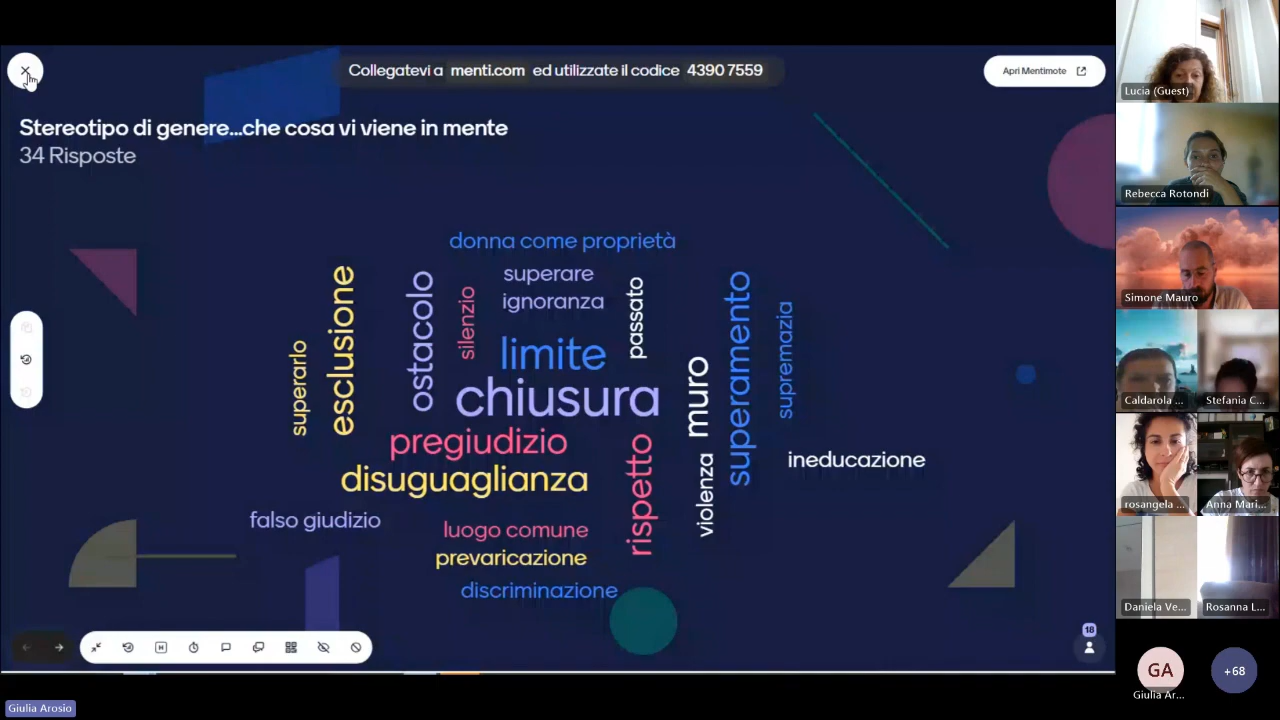 Collegatevi a menti.com ed utilizzate il codice 4390 7559
Apri Mentimote
Stereotipo di genere...che cosa vi viene in mente
34 Risposte
donna come proprietà
superare
ignoranza
passato
silenzio
ostacolo
esclusione
superarlo
limite
chiusura
muro
superamento
supremazia
pregiudizio
disuguaglianza
rispetto
violenza
ineducazione
falso giudizio
luogo comune
prevaricazione
discriminazione
18
Giulia Arosio
Lucia (Guest)
Rebecca Rotondi
Simone Mauro
Caldarola ...
Stefania C...
rosangela ...
Anna Mari...
Daniela Ve...
Rosanna L...
GA
Giulia Ar...
+68